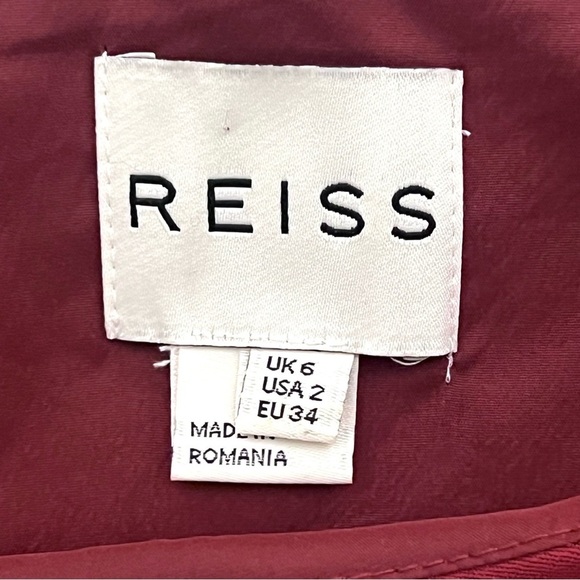 REISS
UK 6
USA 2
EU 34
MADE IN
ROMANIA